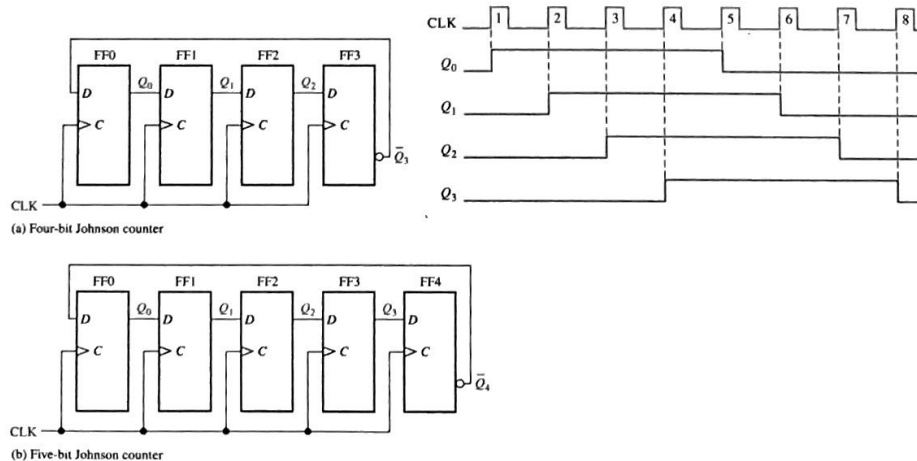 FF0 FF1 FF2 FF3
D Q0 D Q1 D Q2 D
C C C C
Q̅3
CLK
(a) Four-bit Johnson counter
CLK 1 2 3 4 5 6 7 8
Q0
Q1
Q2
Q3
FF0 FF1 FF2 FF3 FF4
D Q0 D Q1 D Q2 D Q3 D
C C C C C
Q̅4
CLK
(b) Five-bit Johnson counter